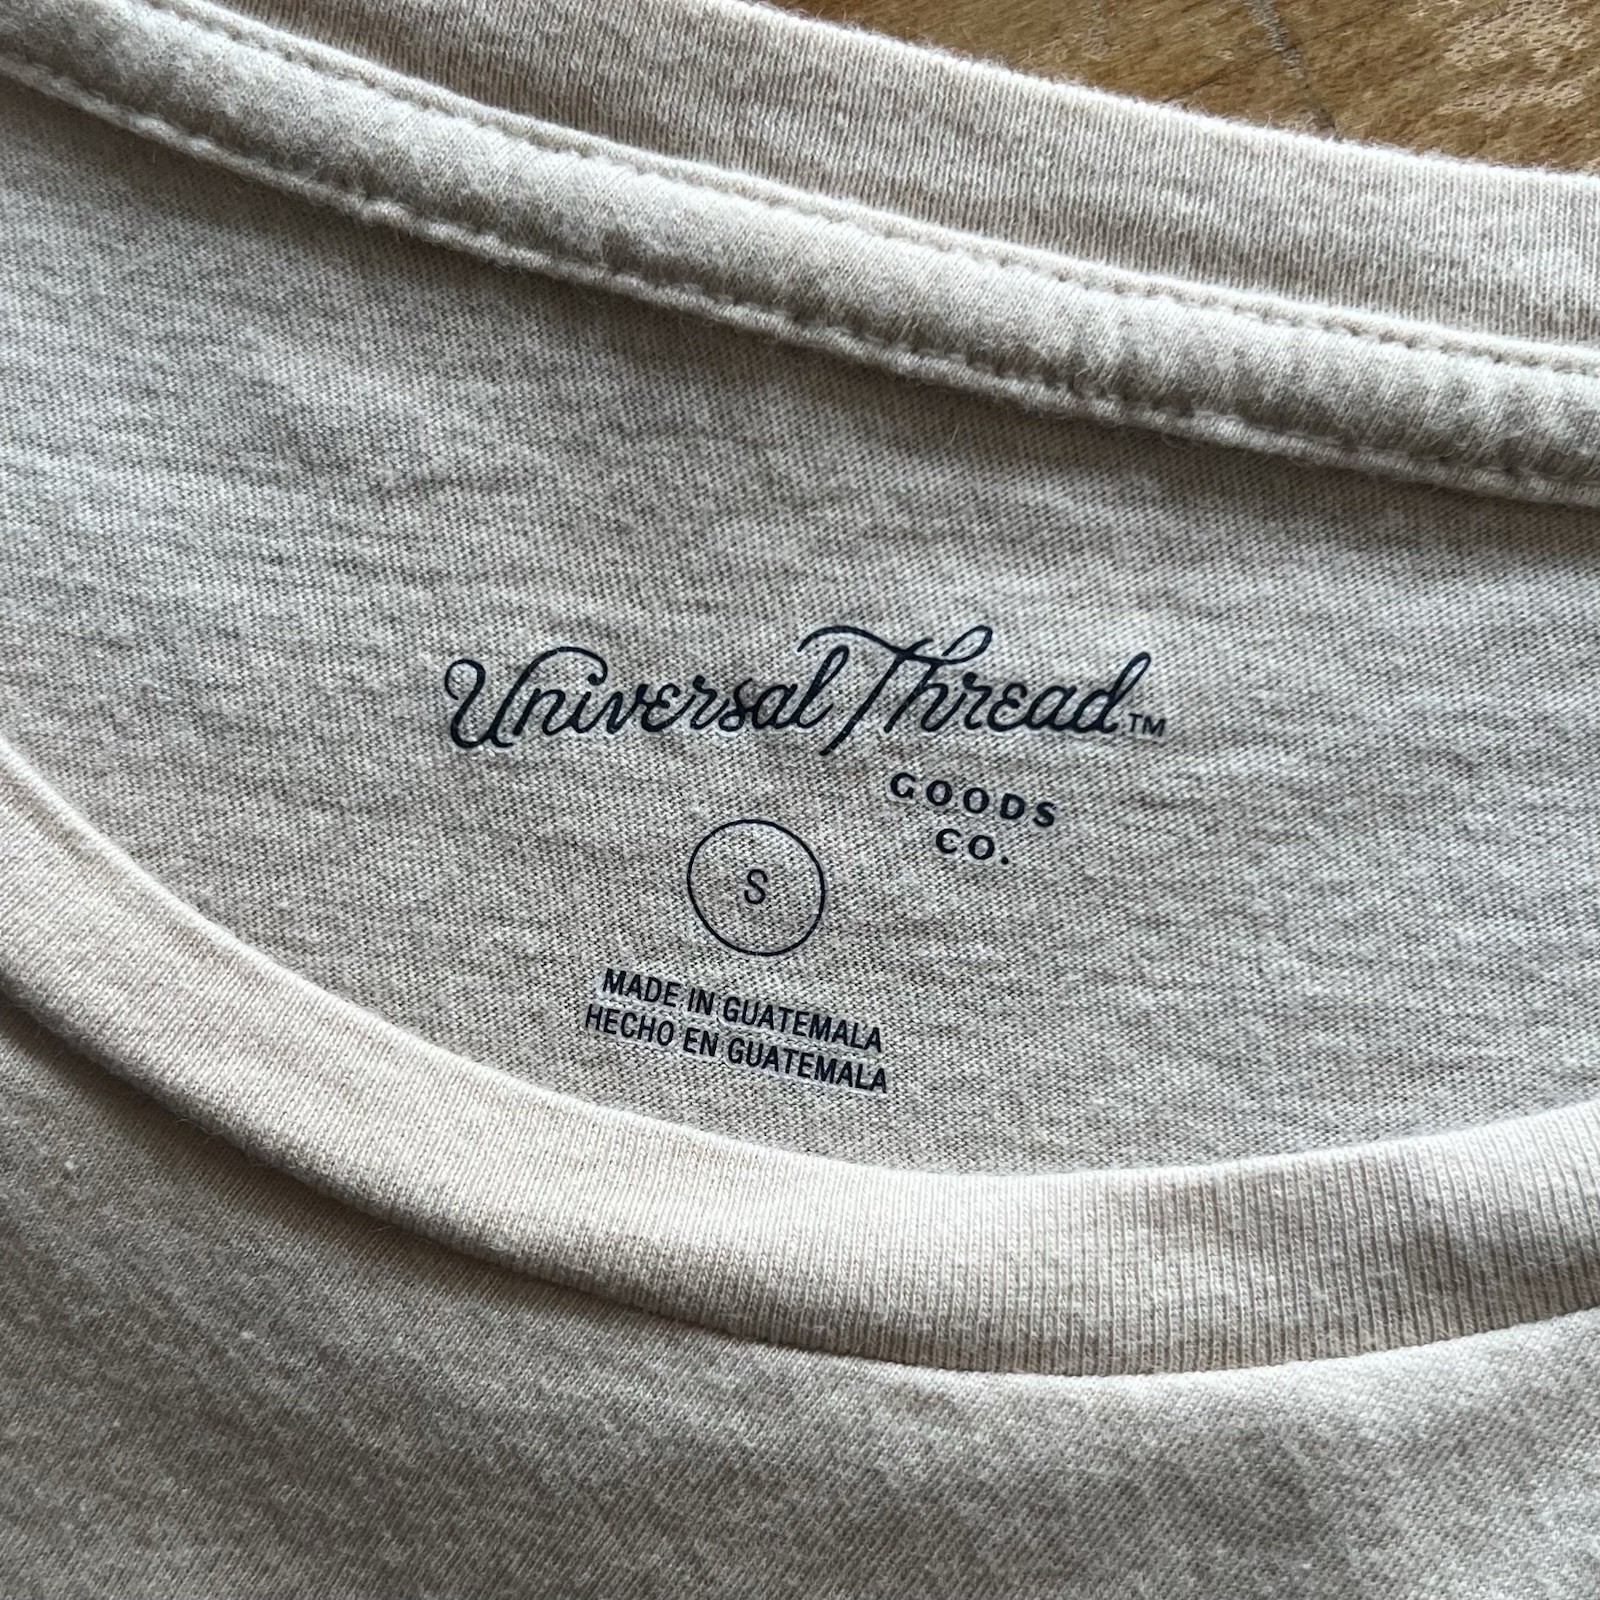 Universal Thread™
GOODS
CO.
S
MADE IN GUATEMALA
HECHO EN GUATEMALA